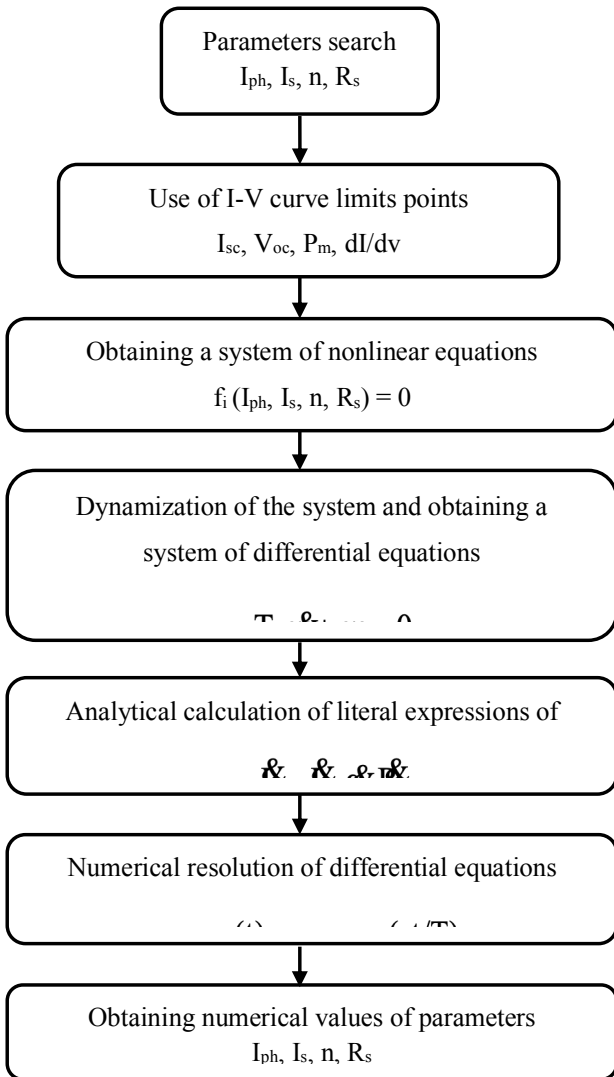 Parameters search
Iph, Is, n, Rs
Use of I-V curve limits points
Isc, Voc, Pm, dI/dv
Obtaining a system of nonlinear equations
fi (Iph, Is, n, Rs) = 0
Dynamization of the system and obtaining a
system of differential equations
Analytical calculation of literal expressions of
Numerical resolution of differential equations
Obtaining numerical values of parameters
Iph, Is, n, Rs